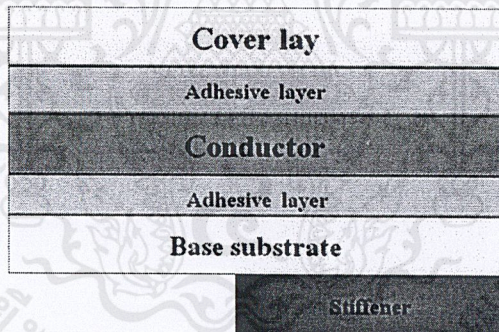 Cover lay
Adhesive layer
Conductor
Adhesive layer
Base substrate
Stiffener